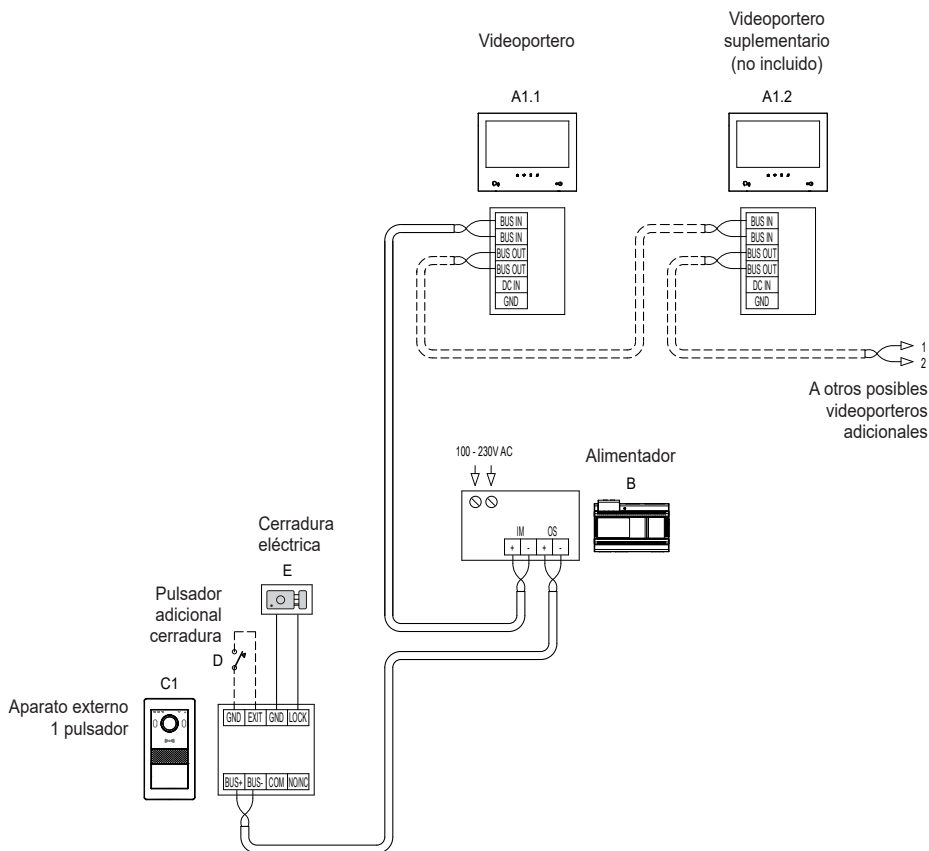 Videoportero
A1.1
Videoportero
suplementario
(no incluido)
A1.2
BUS IN
BUS IN
BUS OUT
BUS OUT
DC IN
GND
BUS IN
BUS IN
BUS OUT
BUS OUT
DC IN
GND
1
2
A otros posibles
videoporteros
adicionales
100 - 230V AC
Alimentador
B
IM OS
+ - + -
Cerradura
eléctrica
E
Pulsador
adicional
cerradura
D
C1
Aparato externo
1 pulsador
GND EXIT GND LOCK
BUS+ BUS- COM NO/NC